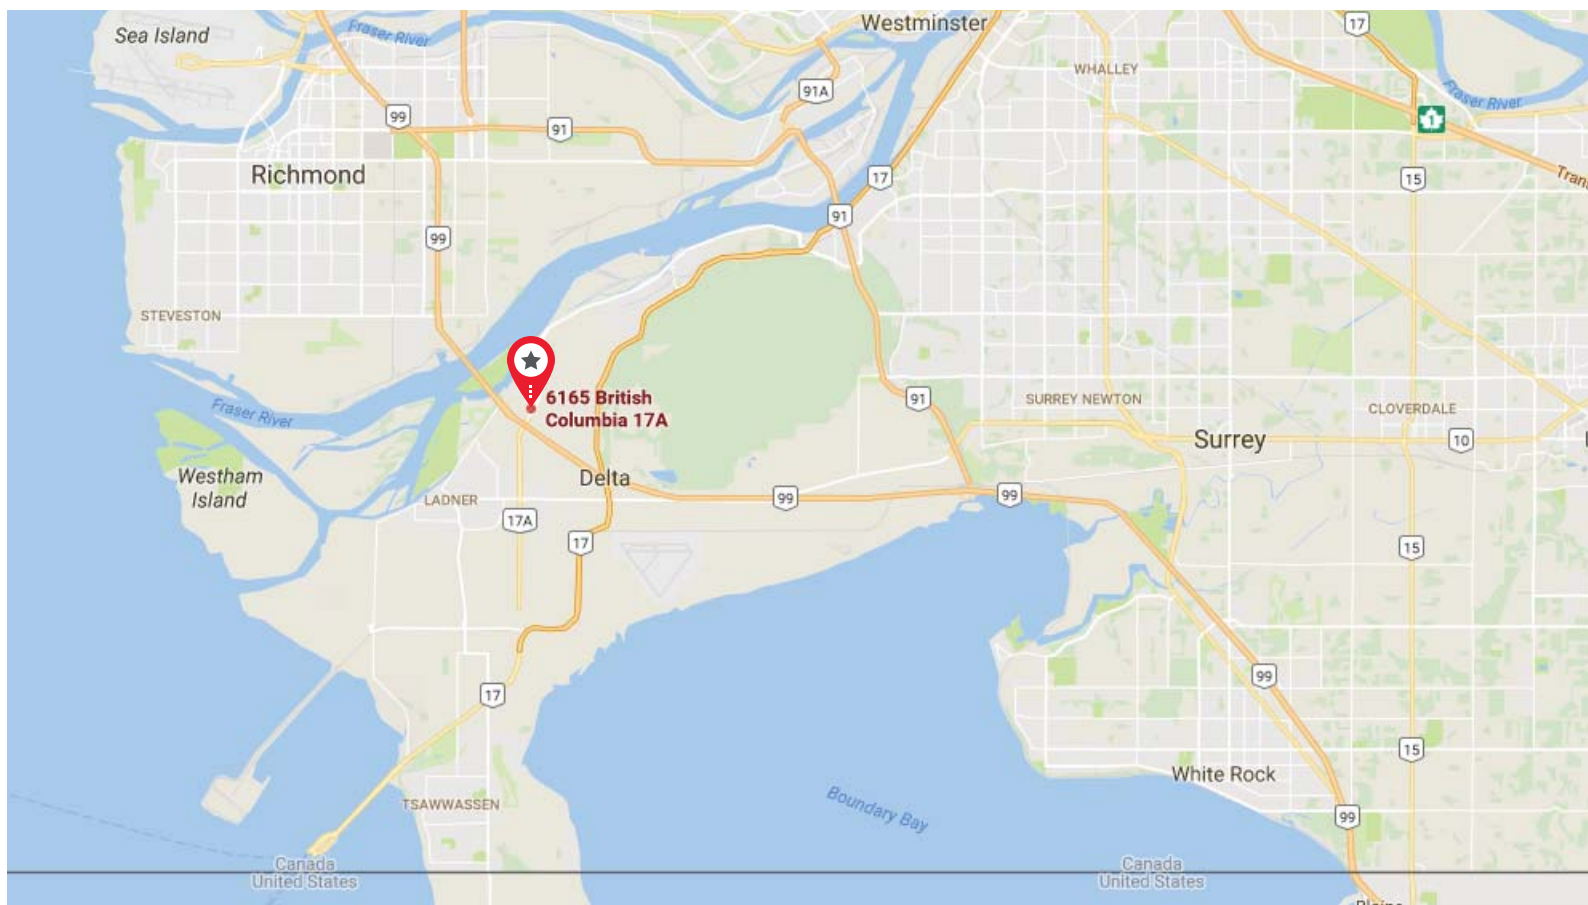 Sea Island
Fraser River
Westminster
17
WHALLEY
Fraser River
91A
99
91
1
Richmond
17
15
Trans
91
99
STEVESTON
6165 British
Columbia 17A
91
SURREY NEWTON
CLOVERDALE
Fraser River
Surrey
10
Westham
Island
Delta
LADNER
99
99
17A
17
15
99
17
15
White Rock
TSAWWASSEN
Boundary Bay
99
Canada
United States
Canada
United States